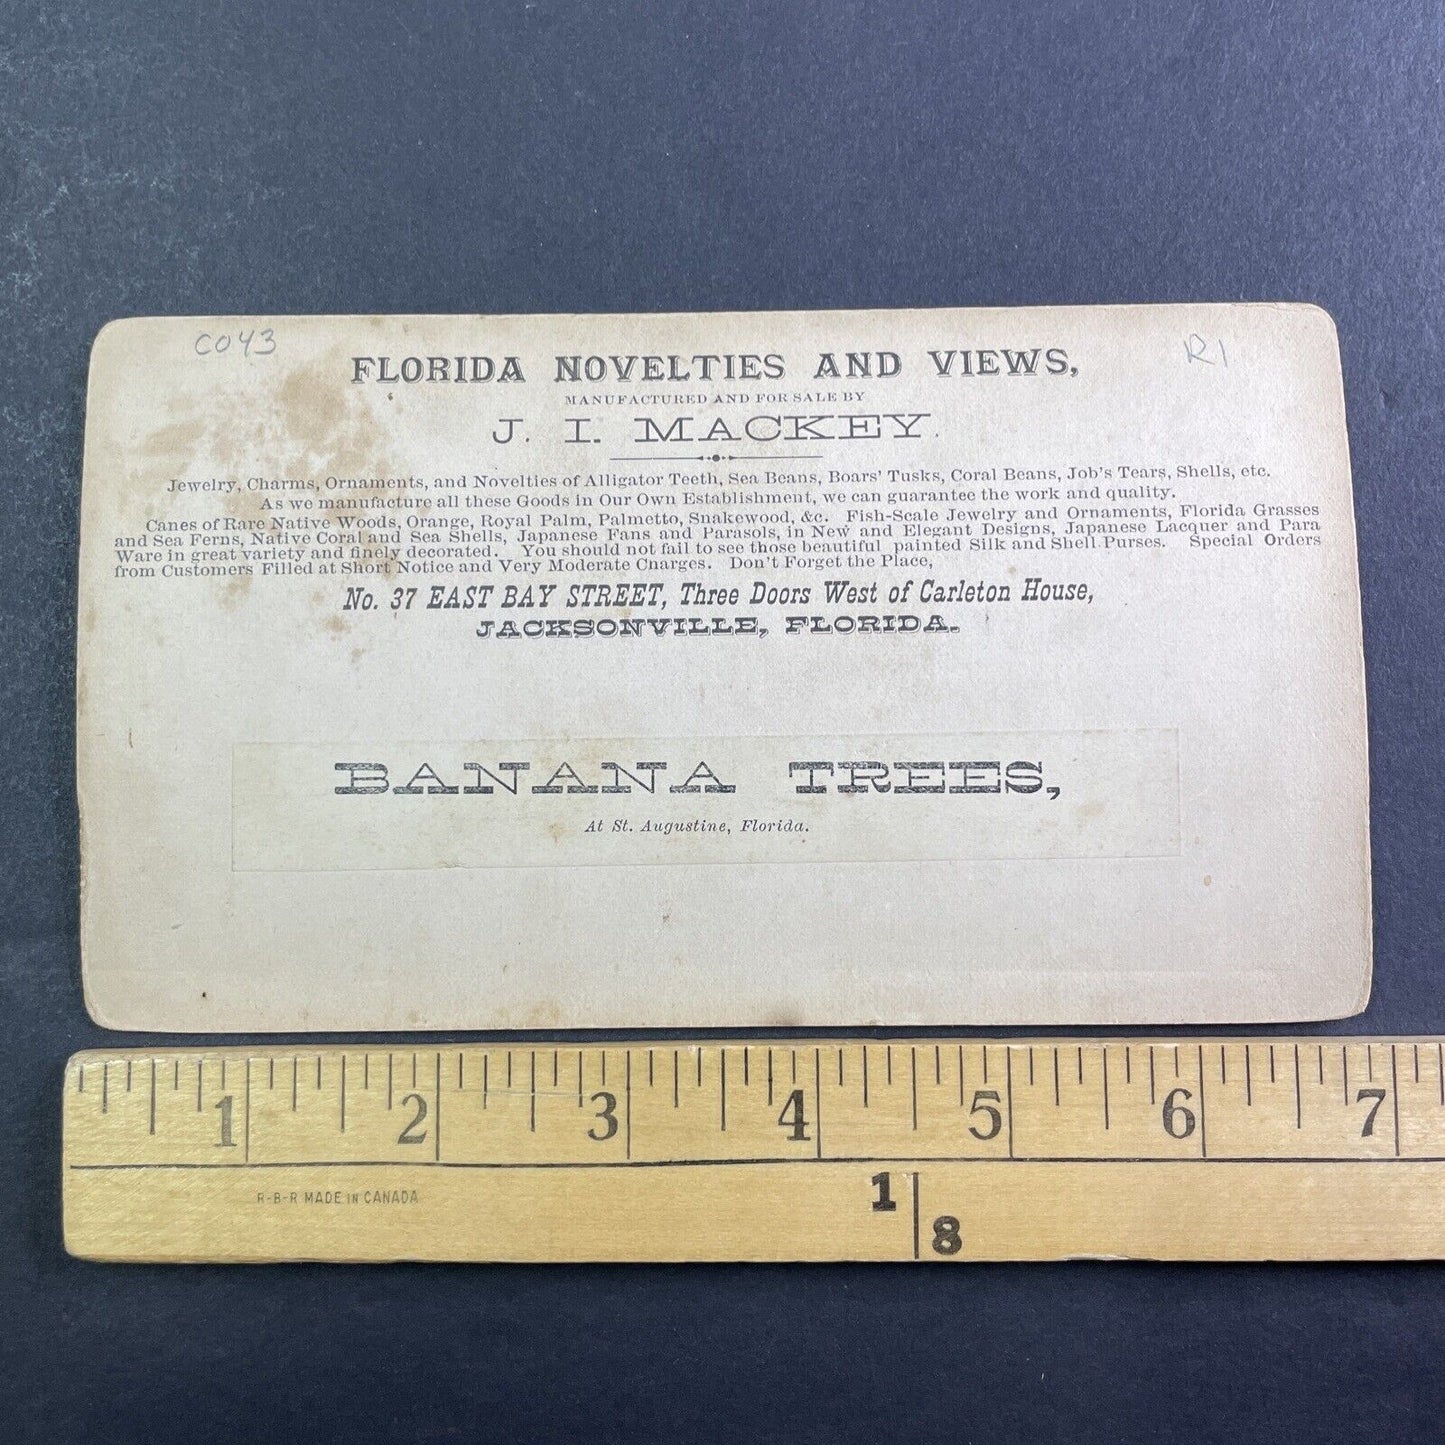 CO43
R1
FLORIDA NOVELTIES AND VIEWS,
MANUFACTURED AND FOR SALE BY
J. I. MACKEY.
Jewelry, Charms, Ornaments, and Novelties of Alligator Teeth, Sea Beans, Boars' Tusks, Coral Beans, Job's Tears, Shells, etc.
As we manufacture all these Goods in Our Own Establishment, we can guarantee the work and quality.
Canes of Rare Native Woods, Orange, Royal Palm, Palmetto, Snakewood, &c. Fish-Scale Jewelry and Ornaments, Florida Grasses
and Sea Ferns, Native Coral and Sea Shells, Japanese Fans and Parasols, in New and Elegant Designs, Japanese Lacquer and Para
Ware in great variety and finely decorated. You should not fail to see those beautiful painted Silk and Shell Purses. Special Orders
from Customers Filled at Short Notice and Very Moderate Charges. Don't Forget the Place,
No. 37 EAST BAY STREET, Three Doors West of Carleton House,
JACKSONVILLE, FLORIDA.
BANANA TREES,
At St. Augustine, Florida.
1 2 3 4 5 6 7
R-B-R MADE IN CANADA
1 8